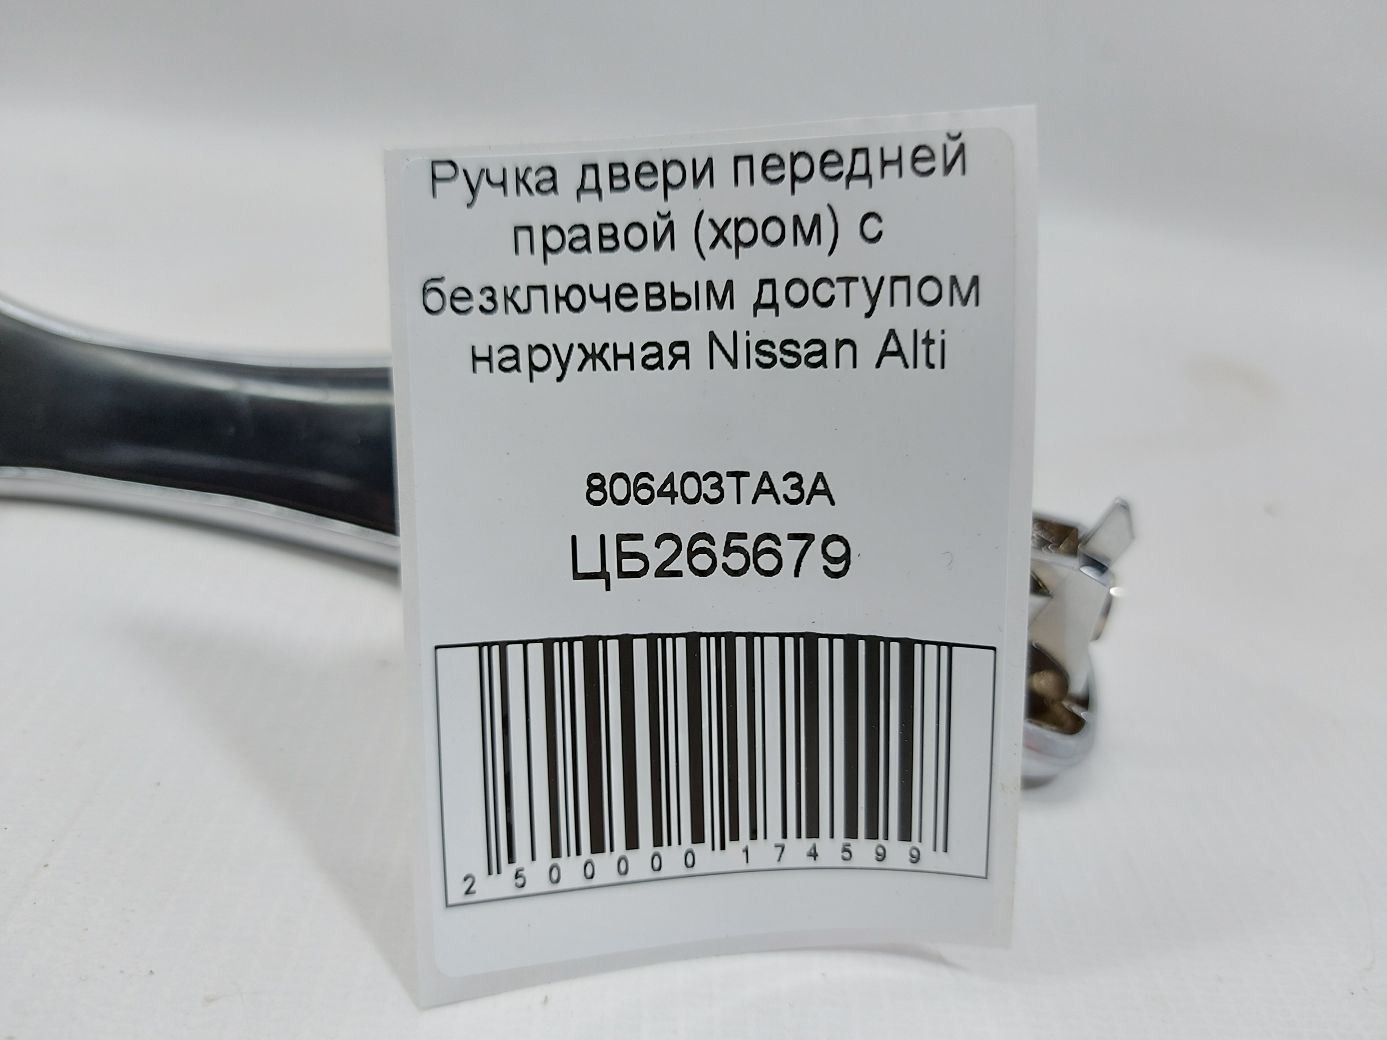 Ручка двери передней
правой (хром) с
безключевым доступом
наружная Nissan Alti
806403TA3A
ЦБ265679
2 500000 174599